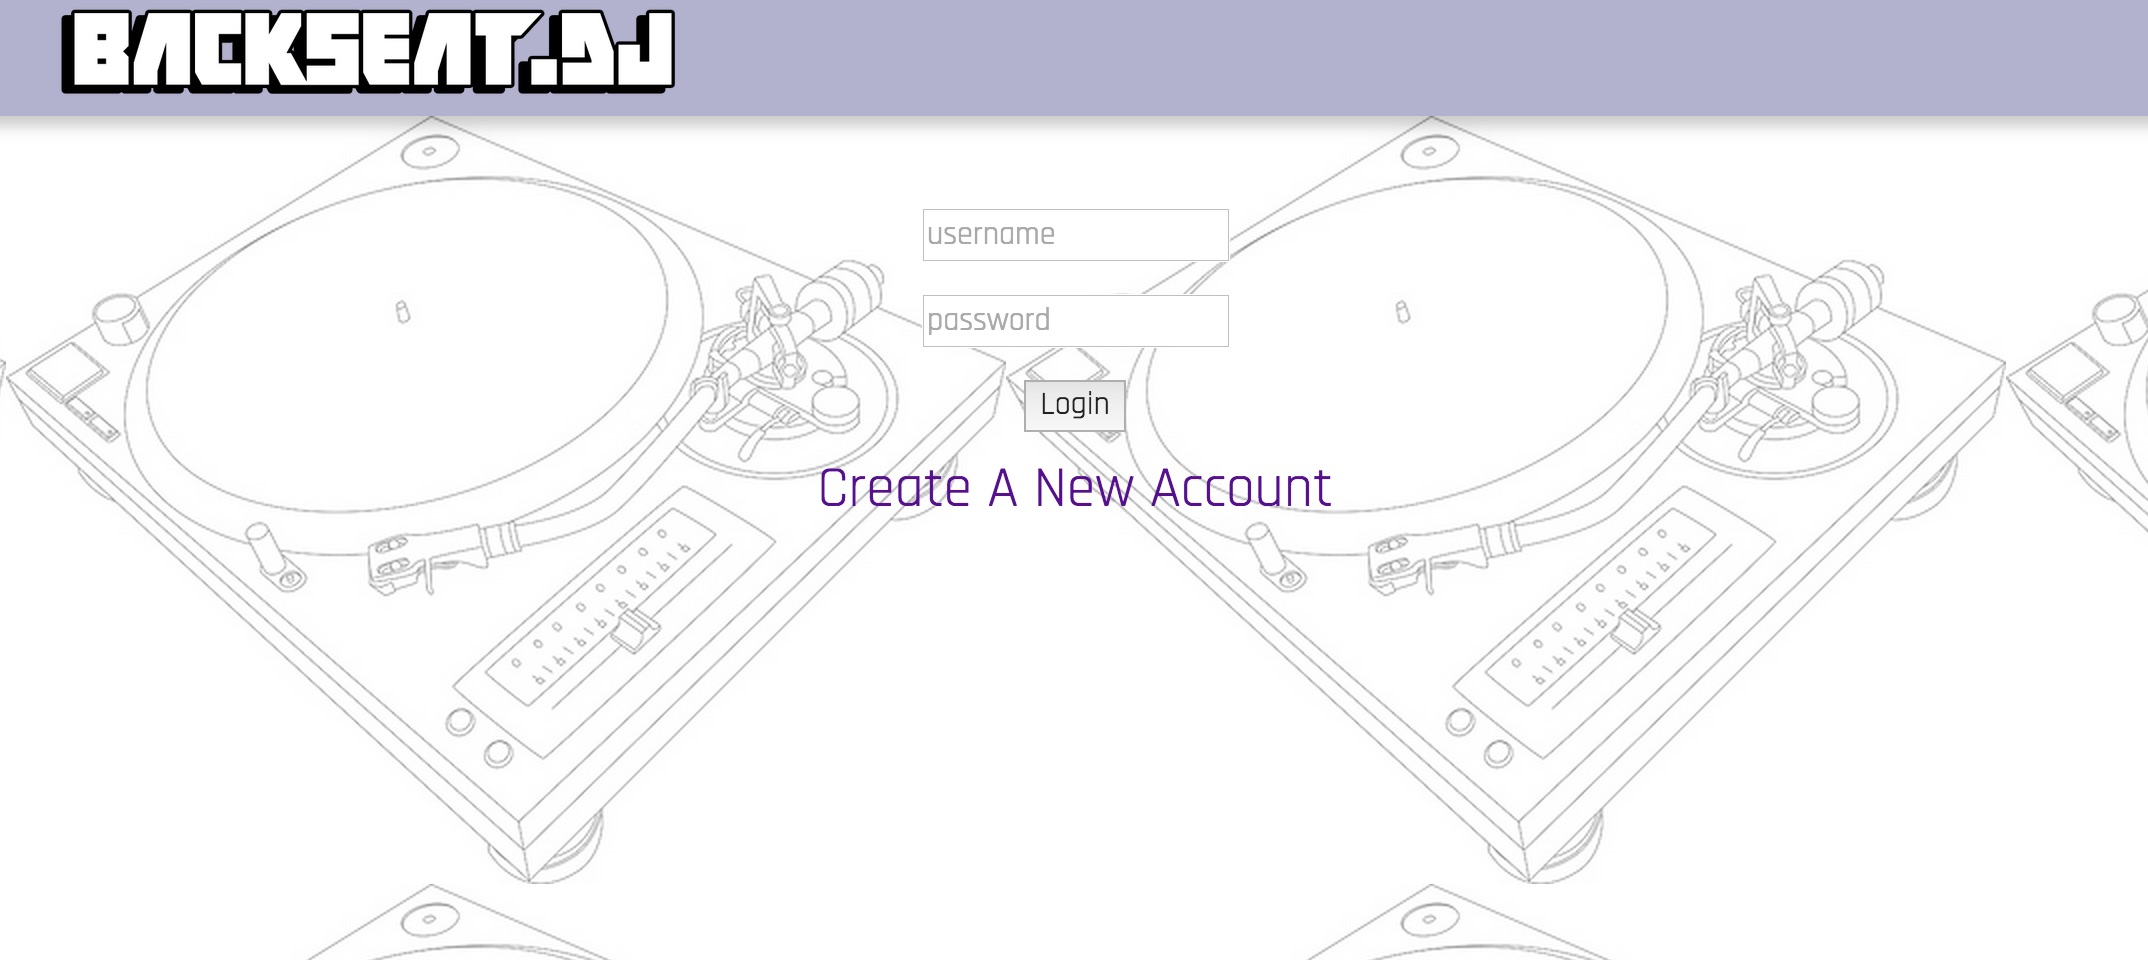 BACKSEAT.DJ
username
password
Login
Create A New Account